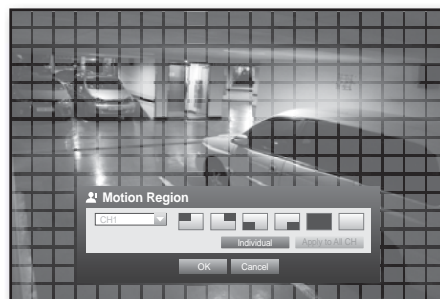 Motion Region
CH1
Individual
Apply to All CH
OK
Cancel